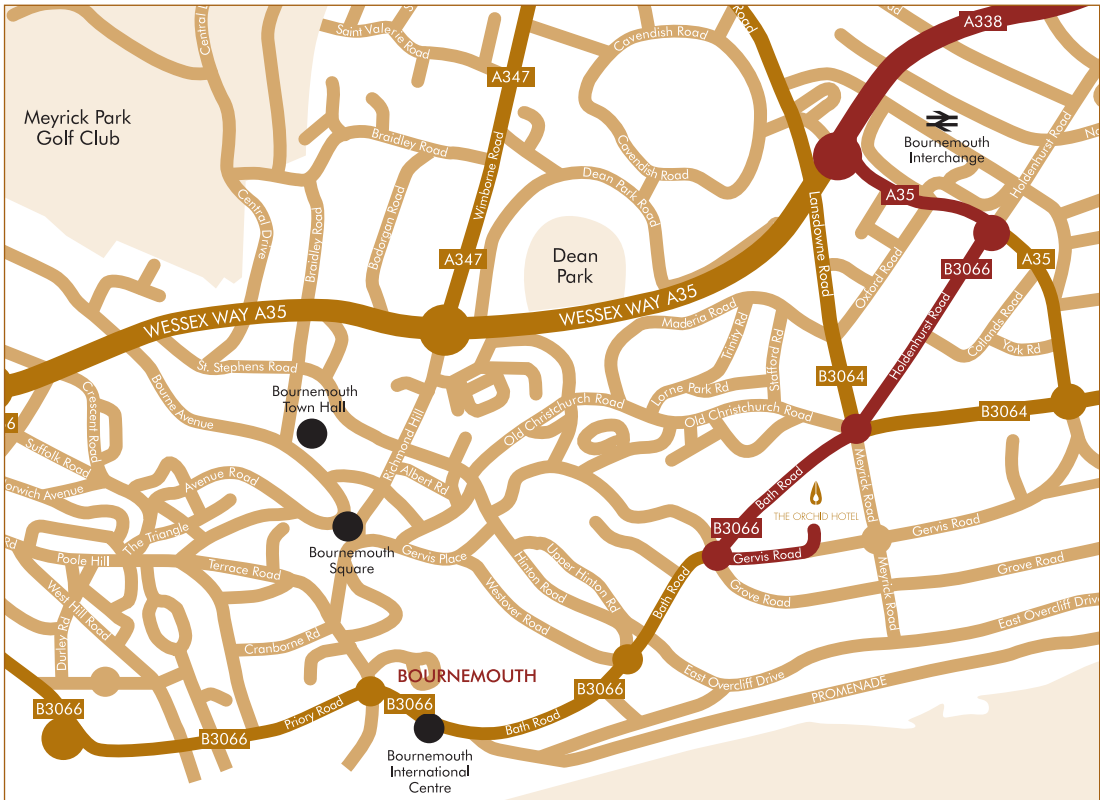 A338
Saint Valerie Road
Cavendish Road
Road
Central D
A347
Meyrick Park
Golf Club
Braidley Road
Wimborne Road
Cavendish Road
Bournemouth
Interchange
Holdenhurst Road
Dean Park Road
A35
Lansdowne Road
Central Drive
Braidley Road
Bodorgan Road
Dean
Park
A347
Oxford Road
B3066
A35
WESSEX WAY A35
WESSEX WAY A35
Maderia Road
Trinity Rd
Stafford Rd
Holdenhurst Road
Cotlands Road
York Rd
St. Stephens Road
Bourne Avenue
Bournemouth
Town Hall
Lorne Park Rd
B3064
B3064
Crescent Road
6
Richmond Hill
Old Christchurch Road
Old Christchurch Road
Suffolk Road
orwich Avenue
Avenue Road
Albert Rd
Bath Road
Meyrick Road
THE ORCHID HOTEL
The Triangle
B3066
Gervis Road
Rd
Poole Hill
Terrace Road
Bournemouth
Square
Gervis Place
Gervis Road
Grove Road
Grove Road
Hinton Road
Upper Hinton Rd
Westover Road
Bath Road
Meyrick Road
West Hill Road
Durley Rd
Cranborne Rd
East Overcliff Drive
East Overcliff Drive
BOURNEMOUTH
PROMENADE
B3066
B3066
B3066
Priory Road
B3066
Bath Road
Bournemouth
International
Centre